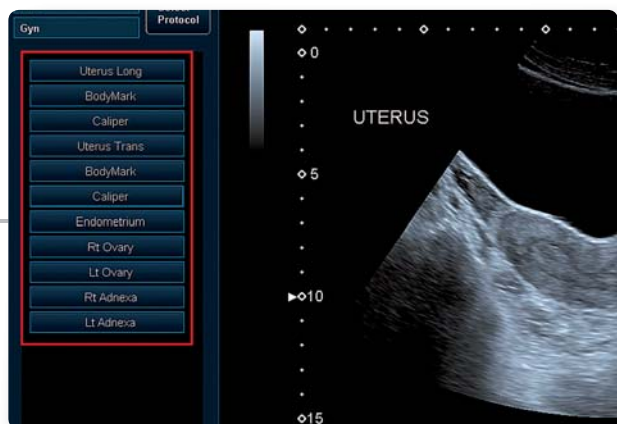 Select
Protocol
Gyn
Uterus Long
BodyMark
Caliper
Uterus Trans
BodyMark
Caliper
Endometrium
Rt Ovary
Lt Ovary
Rt Adnexa
Lt Adnexa
UTERUS
0
5
10
15